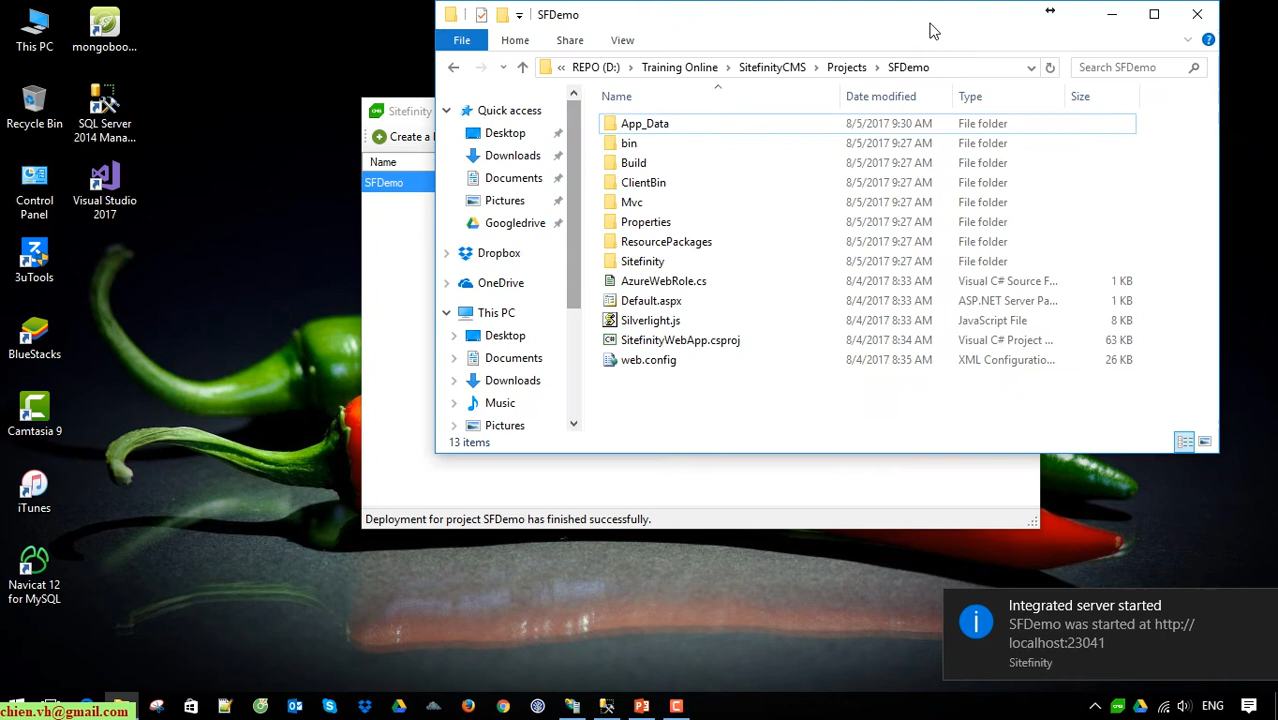 This PC
mongoboo...
Recycle Bin
SQL Server
2014 Mana...
Control
Panel
Visual Studio
2017
3uTools
BlueStacks
Camtasia 9
iTunes
Navicat 12
for MySQL
Sitefinity
Create a
Name
SFDemo
Deployment for project SFDemo has finished successfully.
SFDemo
File
Home
Share
View
« REPO (D:) › Training Online › SitefinityCMS › Projects › SFDemo
Search SFDemo
Quick access
Desktop
Downloads
Documents
Pictures
Googledrive
Dropbox
OneDrive
This PC
Desktop
Documents
Downloads
Music
Pictures
Name Date modified Type Size
App_Data 8/5/2017 9:30 AM File folder
bin 8/5/2017 9:27 AM File folder
Build 8/5/2017 9:27 AM File folder
ClientBin 8/5/2017 9:27 AM File folder
Mvc 8/5/2017 9:27 AM File folder
Properties 8/5/2017 9:27 AM File folder
ResourcePackages 8/5/2017 9:27 AM File folder
Sitefinity 8/5/2017 9:27 AM File folder
AzureWebRole.cs 8/4/2017 8:33 AM Visual C# Source F... 1 KB
Default.aspx 8/4/2017 8:33 AM ASP.NET Server Pa... 1 KB
Silverlight.js 8/4/2017 8:33 AM JavaScript File 8 KB
SitefinityWebApp.csproj 8/4/2017 8:34 AM Visual C# Project ... 63 KB
web.config 8/4/2017 8:35 AM XML Configuratio... 26 KB
13 items
Integrated server started
SFDemo was started at http://
localhost:23041
Sitefinity
chien.vh@gmail.com
ENG